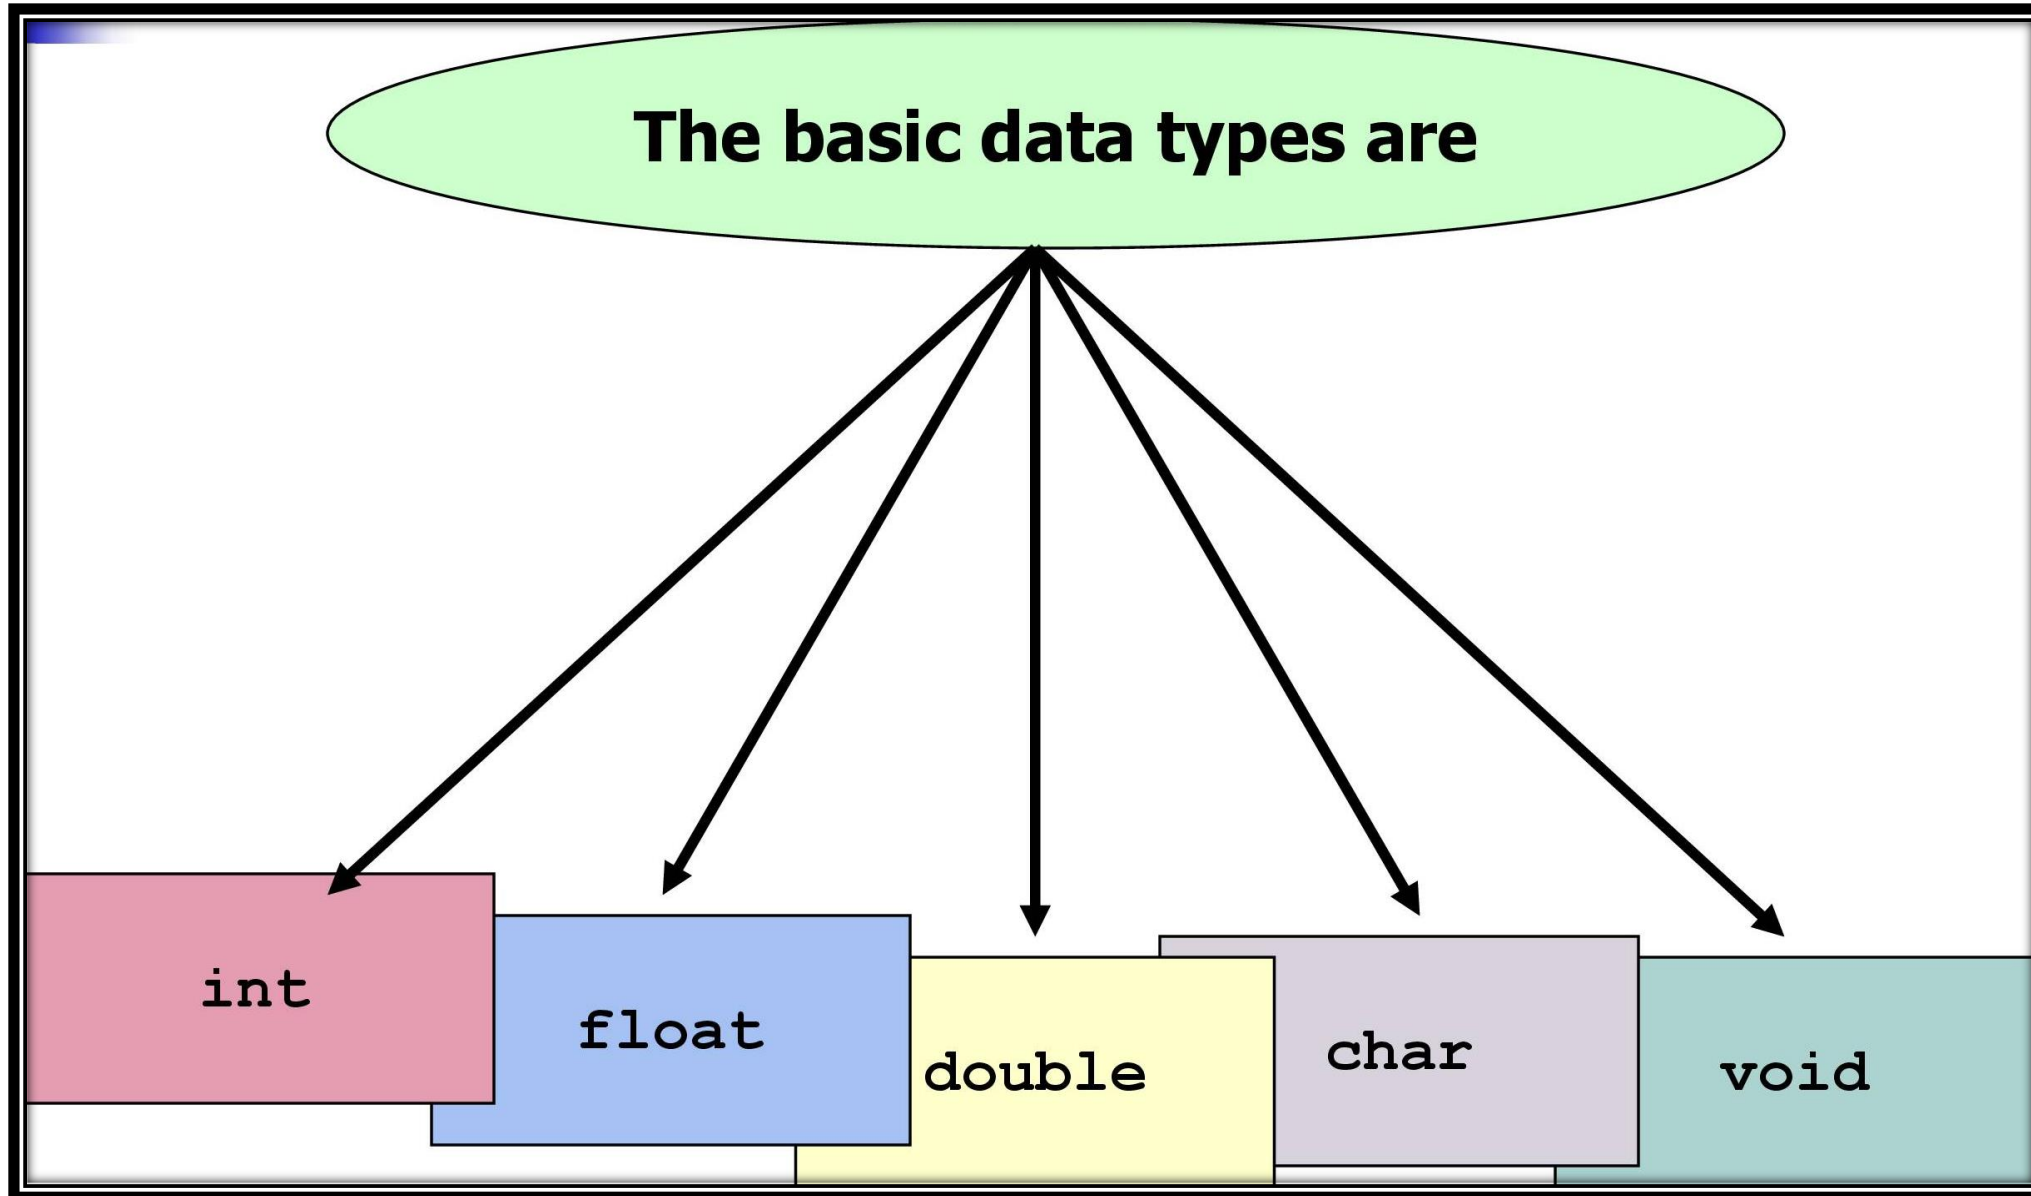 The basic data types are
int
float
double
char
void